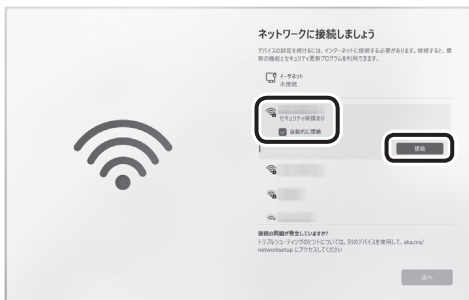 ネットワークに接続しましょう
デバイスの設定を続けるには、インターネットに接続する必要があります。接続すると、最
新の機能とセキュリティ更新プログラムを利用できます。
イーサネット
未接続
セキュリティ保護あり
自動的に接続
接続
接続の問題が発生していますか?
トラブルシューティングのヒントについては、別のデバイスを使用して、aka.ms/
networksetup にアクセスしてください
次へ